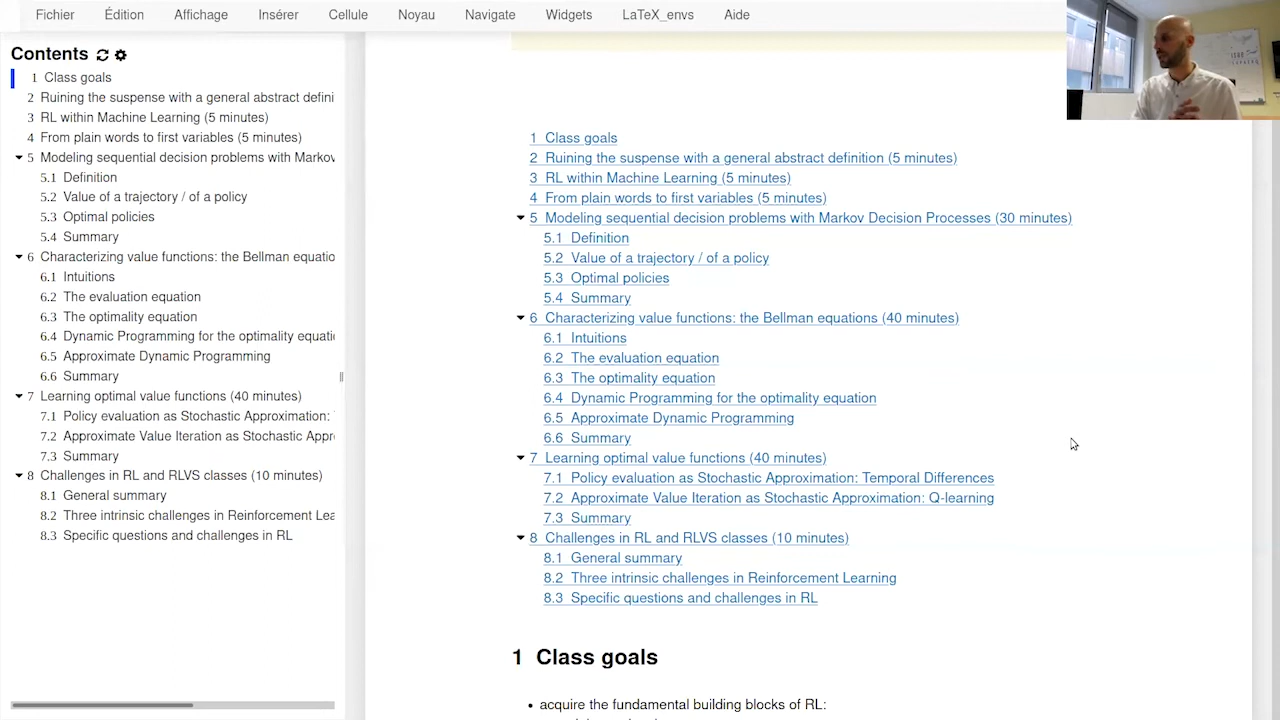 Fichier Édition Affichage Insérer Cellule Noyau Navigate Widgets LaTeX_envs Aide
Contents
1 Class goals
2 Ruining the suspense with a general abstract defini
3 RL within Machine Learning (5 minutes)
4 From plain words to first variables (5 minutes)
5 Modeling sequential decision problems with Markov
5.1 Definition
5.2 Value of a trajectory / of a policy
5.3 Optimal policies
5.4 Summary
6 Characterizing value functions: the Bellman equatio
6.1 Intuitions
6.2 The evaluation equation
6.3 The optimality equation
6.4 Dynamic Programming for the optimality equati
6.5 Approximate Dynamic Programming
6.6 Summary
7 Learning optimal value functions (40 minutes)
7.1 Policy evaluation as Stochastic Approximation:
7.2 Approximate Value Iteration as Stochastic Appr
7.3 Summary
8 Challenges in RL and RLVS classes (10 minutes)
8.1 General summary
8.2 Three intrinsic challenges in Reinforcement Lea
8.3 Specific questions and challenges in RL
1 Class goals
2 Ruining the suspense with a general abstract definition (5 minutes)
3 RL within Machine Learning (5 minutes)
4 From plain words to first variables (5 minutes)
5 Modeling sequential decision problems with Markov Decision Processes (30 minutes)
5.1 Definition
5.2 Value of a trajectory / of a policy
5.3 Optimal policies
5.4 Summary
6 Characterizing value functions: the Bellman equations (40 minutes)
6.1 Intuitions
6.2 The evaluation equation
6.3 The optimality equation
6.4 Dynamic Programming for the optimality equation
6.5 Approximate Dynamic Programming
6.6 Summary
7 Learning optimal value functions (40 minutes)
7.1 Policy evaluation as Stochastic Approximation: Temporal Differences
7.2 Approximate Value Iteration as Stochastic Approximation: Q-learning
7.3 Summary
8 Challenges in RL and RLVS classes (10 minutes)
8.1 General summary
8.2 Three intrinsic challenges in Reinforcement Learning
8.3 Specific questions and challenges in RL
1 Class goals
• acquire the fundamental building blocks of RL: